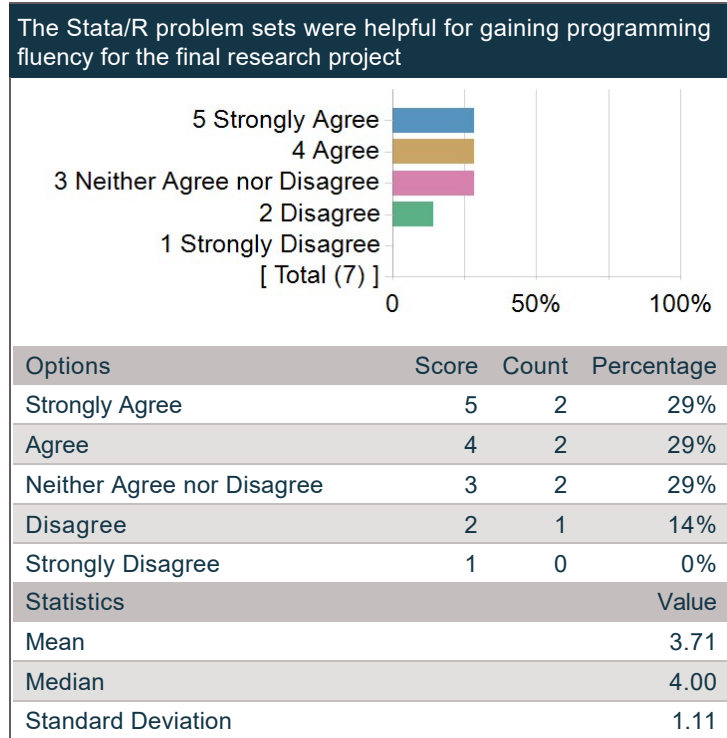 The Stata/R problem sets were helpful for gaining programming
fluency for the final research project
5 Strongly Agree
4 Agree
3 Neither Agree nor Disagree
2 Disagree
1 Strongly Disagree
[ Total (7) ]
0 50% 100%
Options Score Count Percentage
Strongly Agree 5 2 29%
Agree 4 2 29%
Neither Agree nor Disagree 3 2 29%
Disagree 2 1 14%
Strongly Disagree 1 0 0%
Statistics Value
Mean 3.71
Median 4.00
Standard Deviation 1.11